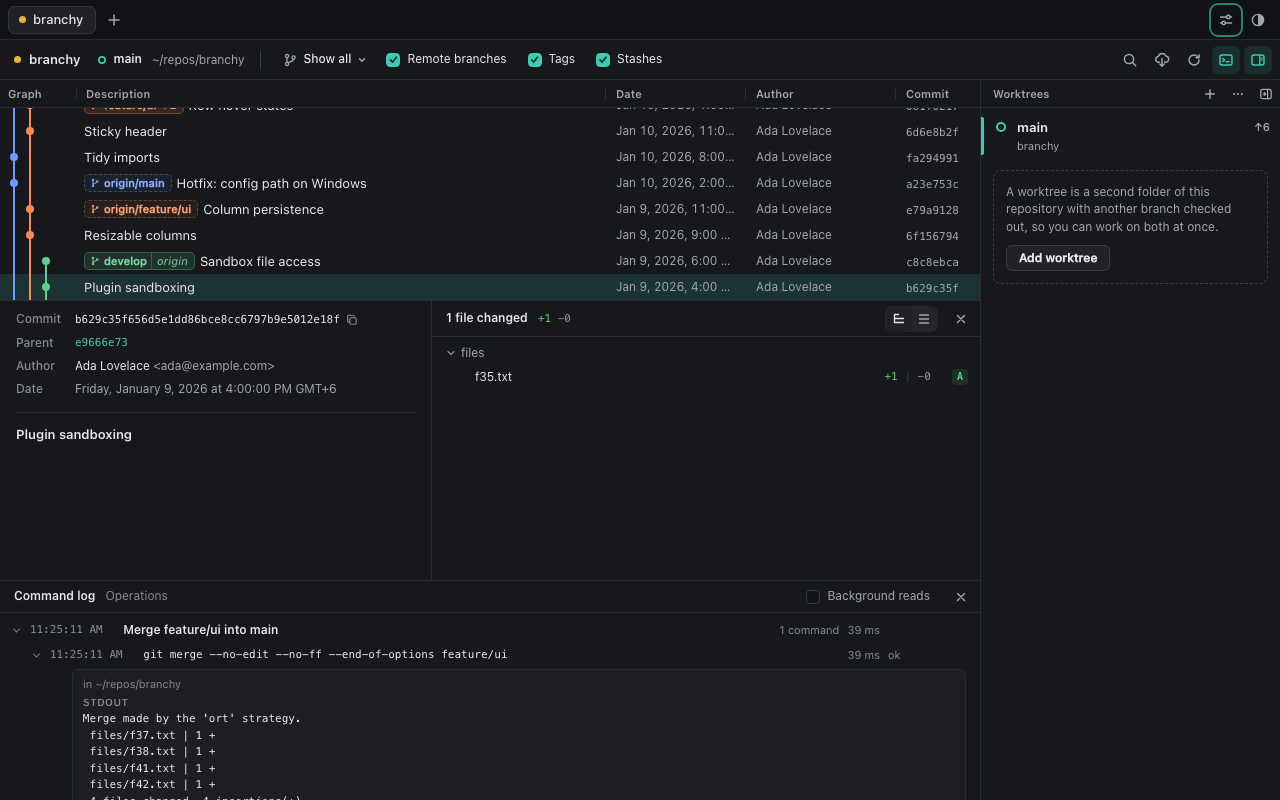 branchy
branchy main ~/repos/branchy Show all Remote branches Tags Stashes
Graph Description Date Author Commit Worktrees
Sticky header Jan 10, 2026, 11:0... Ada Lovelace 6d6e8b2f
Tidy imports Jan 10, 2026, 8:00... Ada Lovelace fa294991
origin/main Hotfix: config path on Windows Jan 10, 2026, 2:00... Ada Lovelace a23e753c
origin/feature/ui Column persistence Jan 9, 2026, 11:00... Ada Lovelace e79a9128
Resizable columns Jan 9, 2026, 9:00 ... Ada Lovelace 6f156794
develop origin Sandbox file access Jan 9, 2026, 6:00 ... Ada Lovelace c8c8ebca
Plugin sandboxing Jan 9, 2026, 4:00 ... Ada Lovelace b629c35f
main ↑6
branchy
A worktree is a second folder of this
repository with another branch checked
out, so you can work on both at once.
Add worktree
Commit b629c35f656d5e1dd86bce8cc6797b9e5012e18f
Parent e9666e73
Author Ada Lovelace <ada@example.com>
Date Friday, January 9, 2026 at 4:00:00 PM GMT+6
Plugin sandboxing
1 file changed +1 −0
files
f35.txt +1 | −0 A
Command log Operations Background reads
11:25:11 AM Merge feature/ui into main 1 command 39 ms
11:25:11 AM git merge --no-edit --no-ff --end-of-options feature/ui 39 ms ok
in ~/repos/branchy
STDOUT
Merge made by the 'ort' strategy.
files/f37.txt | 1 +
files/f38.txt | 1 +
files/f41.txt | 1 +
files/f42.txt | 1 +
4 files changed, 4 insertions(+)